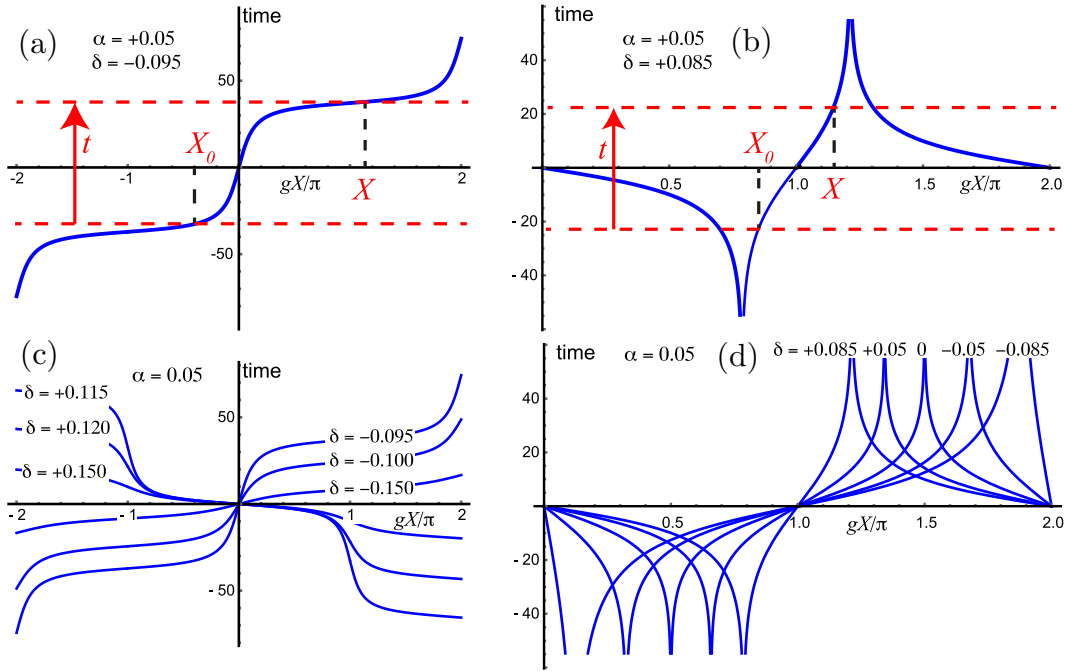 (a)
time
α = +0.05
δ = −0.095
50
t
X0
-2
-1
gX/π
X
2
-50
(b)
time
α = +0.05
δ = +0.085
40
20
t
X0
0
0.5
1.0
gX/π
X
1.5
2.0
- 20
- 40
(c)
time
α = 0.05
δ = +0.115
δ = +0.120
δ = +0.150
50
δ = −0.095
δ = −0.100
δ = −0.150
- 2
-1
gX/π
1
2
- 50
(d)
time
α = 0.05
δ = +0.085 +0.05 0 −0.05 −0.085
40
20
0
0.5
1.0
gX/π
1.5
2.0
- 20
- 40